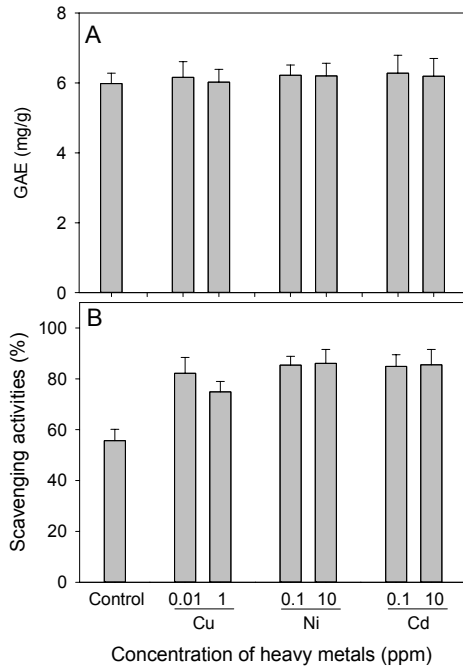 A
GAE (mg/g)
8
6
4
2
0
B
Scavenging activities (%)
100
80
60
40
20
0
Control 0.01 1 0.1 10 0.1 10
Cu Ni Cd
Concentration of heavy metals (ppm)